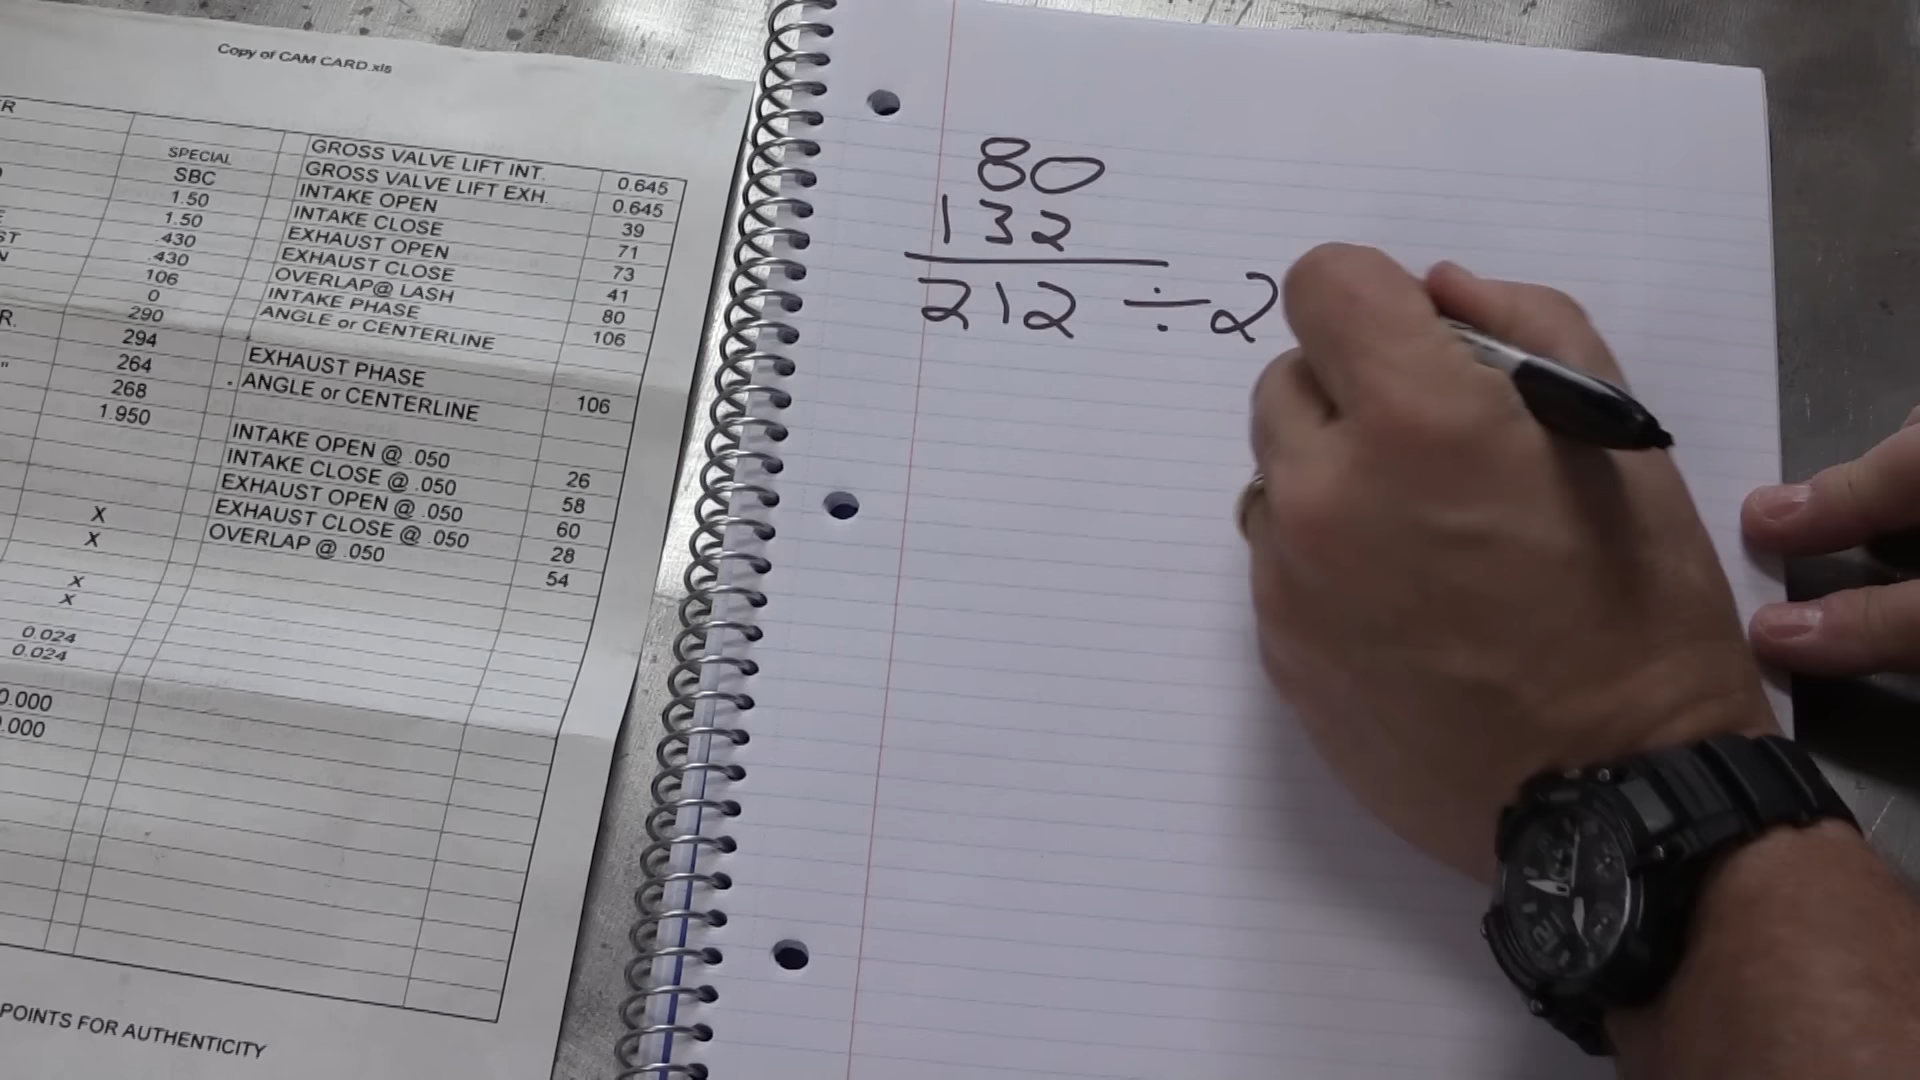 Copy of CAM CARD.xls
R
SPECIAL
SBC
1.50
1.50
.430
.430
106
0
290
294
264
268
1.950
X
X
X
X
0.024
0.024
0.000
.000
ST
N
R.
"
GROSS VALVE LIFT INT. 0.645
GROSS VALVE LIFT EXH. 0.645
INTAKE OPEN 39
INTAKE CLOSE 71
EXHAUST OPEN 73
EXHAUST CLOSE 41
OVERLAP@ LASH 80
INTAKE PHASE
ANGLE or CENTERLINE 106
EXHAUST PHASE
ANGLE or CENTERLINE 106
INTAKE OPEN @ .050 26
INTAKE CLOSE @ .050 58
EXHAUST OPEN @ .050 60
EXHAUST CLOSE @ .050 28
OVERLAP @ .050 54
POINTS FOR AUTHENTICITY
80
132
212 ÷ 2